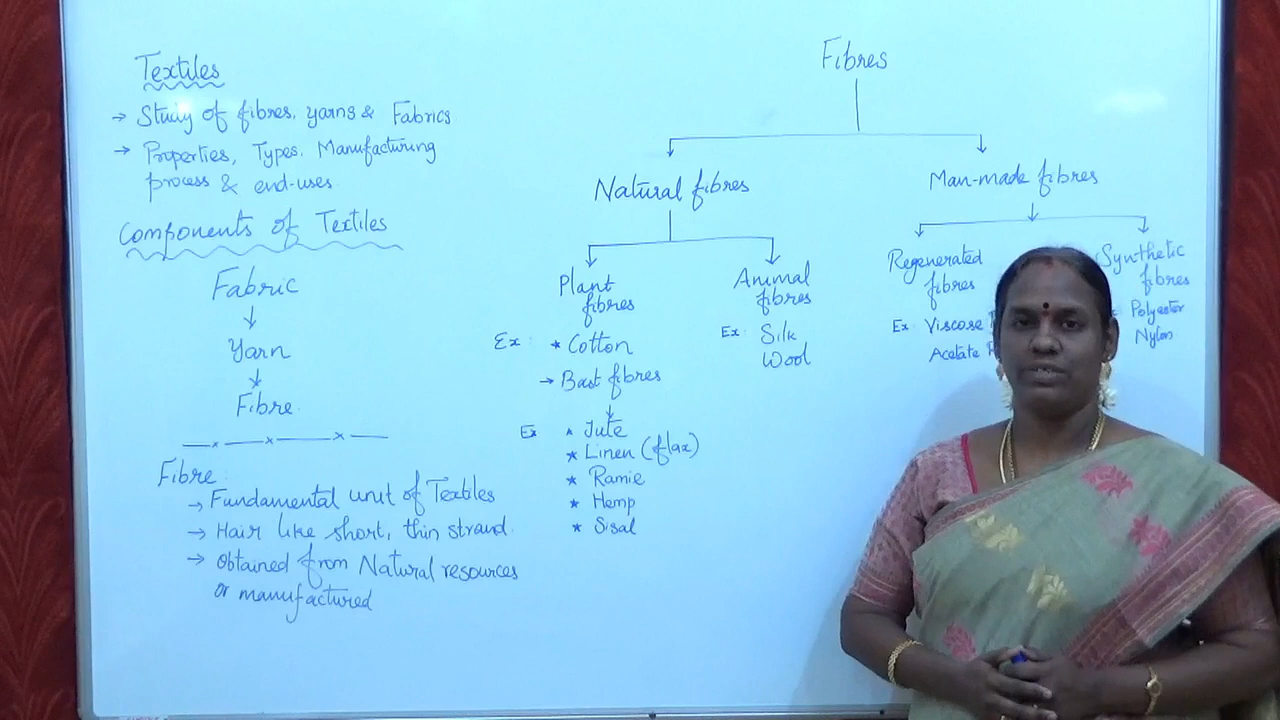 Textiles
→ Study of fibres, yarns & Fabrics
→ Properties, Types, Manufacturing
process & end-uses
Components of Textiles
Fabric
↓
Yarn
↓
Fibre
Fibre:
→ Fundamental unit of Textiles
→ Hair like short, thin strand.
→ Obtained from Natural resources
or manufactured
Fibres
Natural fibres
Plant
fibres
Ex: * Cotton
→ Bast fibres
Ex * Jute
* Linen (flax)
* Ramie
* Hemp
* Sisal
Animal
fibres
Ex: Silk
Wool
Man-made fibres
Regenerated
fibres
Ex: Viscose
Acetate
Synthetic
fibres
Polyester
Nylon